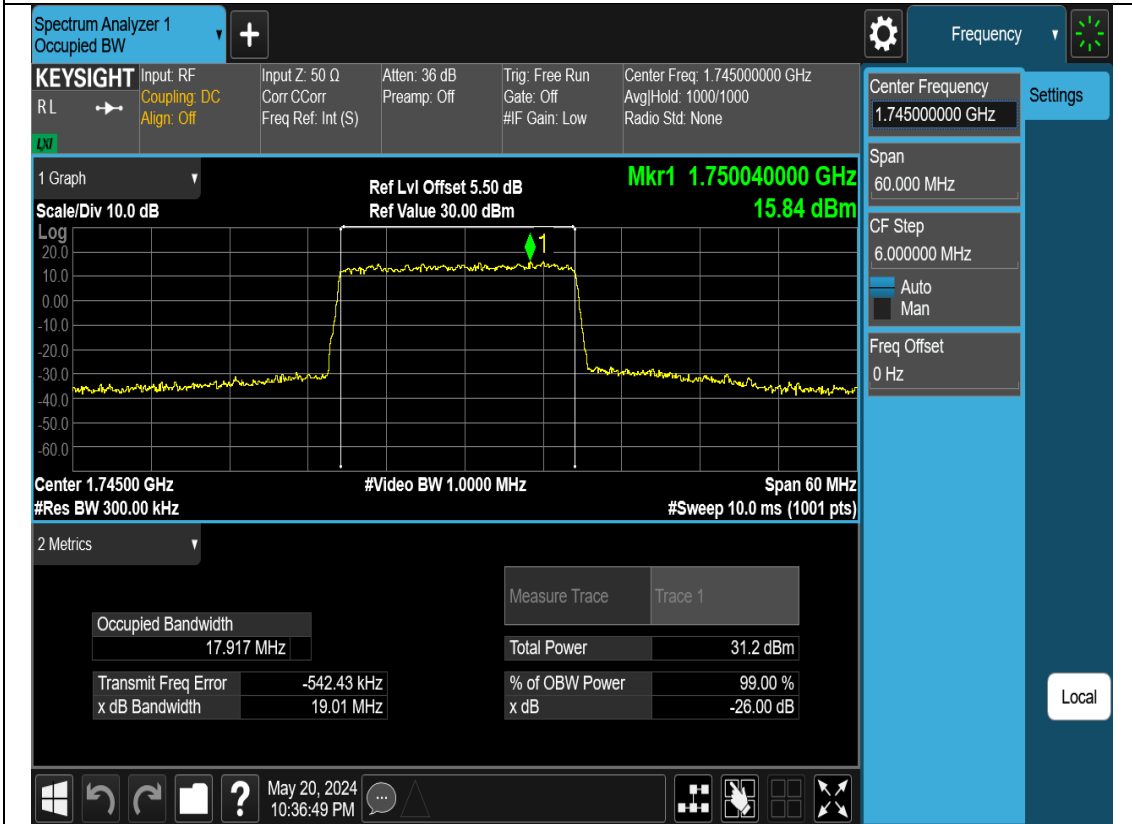 Spectrum Analyzer 1
Occupied BW
+
Frequency
KEYSIGHT
RL
LXI
Input: RF
Coupling: DC
Align: Off
Input Z: 50 Ω
Corr CCorr
Freq Ref: Int (S)
Atten: 36 dB
Preamp: Off
Trig: Free Run
Gate: Off
#IF Gain: Low
Center Freq: 1.745000000 GHz
Avg|Hold: 1000/1000
Radio Std: None
Center Frequency
1.745000000 GHz
Settings
Span
60.000 MHz
CF Step
6.000000 MHz
Auto
Man
Freq Offset
0 Hz
Local
1 Graph
Scale/Div 10.0 dB
Ref Lvl Offset 5.50 dB
Ref Value 30.00 dBm
Mkr1 1.750040000 GHz
15.84 dBm
Log
20.0
10.0
0.00
-10.0
-20.0
-30.0
-40.0
-50.0
-60.0
1
Center 1.74500 GHz
#Video BW 1.0000 MHz
Span 60 MHz
#Res BW 300.00 kHz
#Sweep 10.0 ms (1001 pts)
2 Metrics
Measure Trace Trace 1
Occupied Bandwidth
17.917 MHz
Total Power 31.2 dBm
Transmit Freq Error -542.43 kHz
% of OBW Power 99.00 %
x dB Bandwidth 19.01 MHz
x dB -26.00 dB
?
May 20, 2024
10:36:49 PM